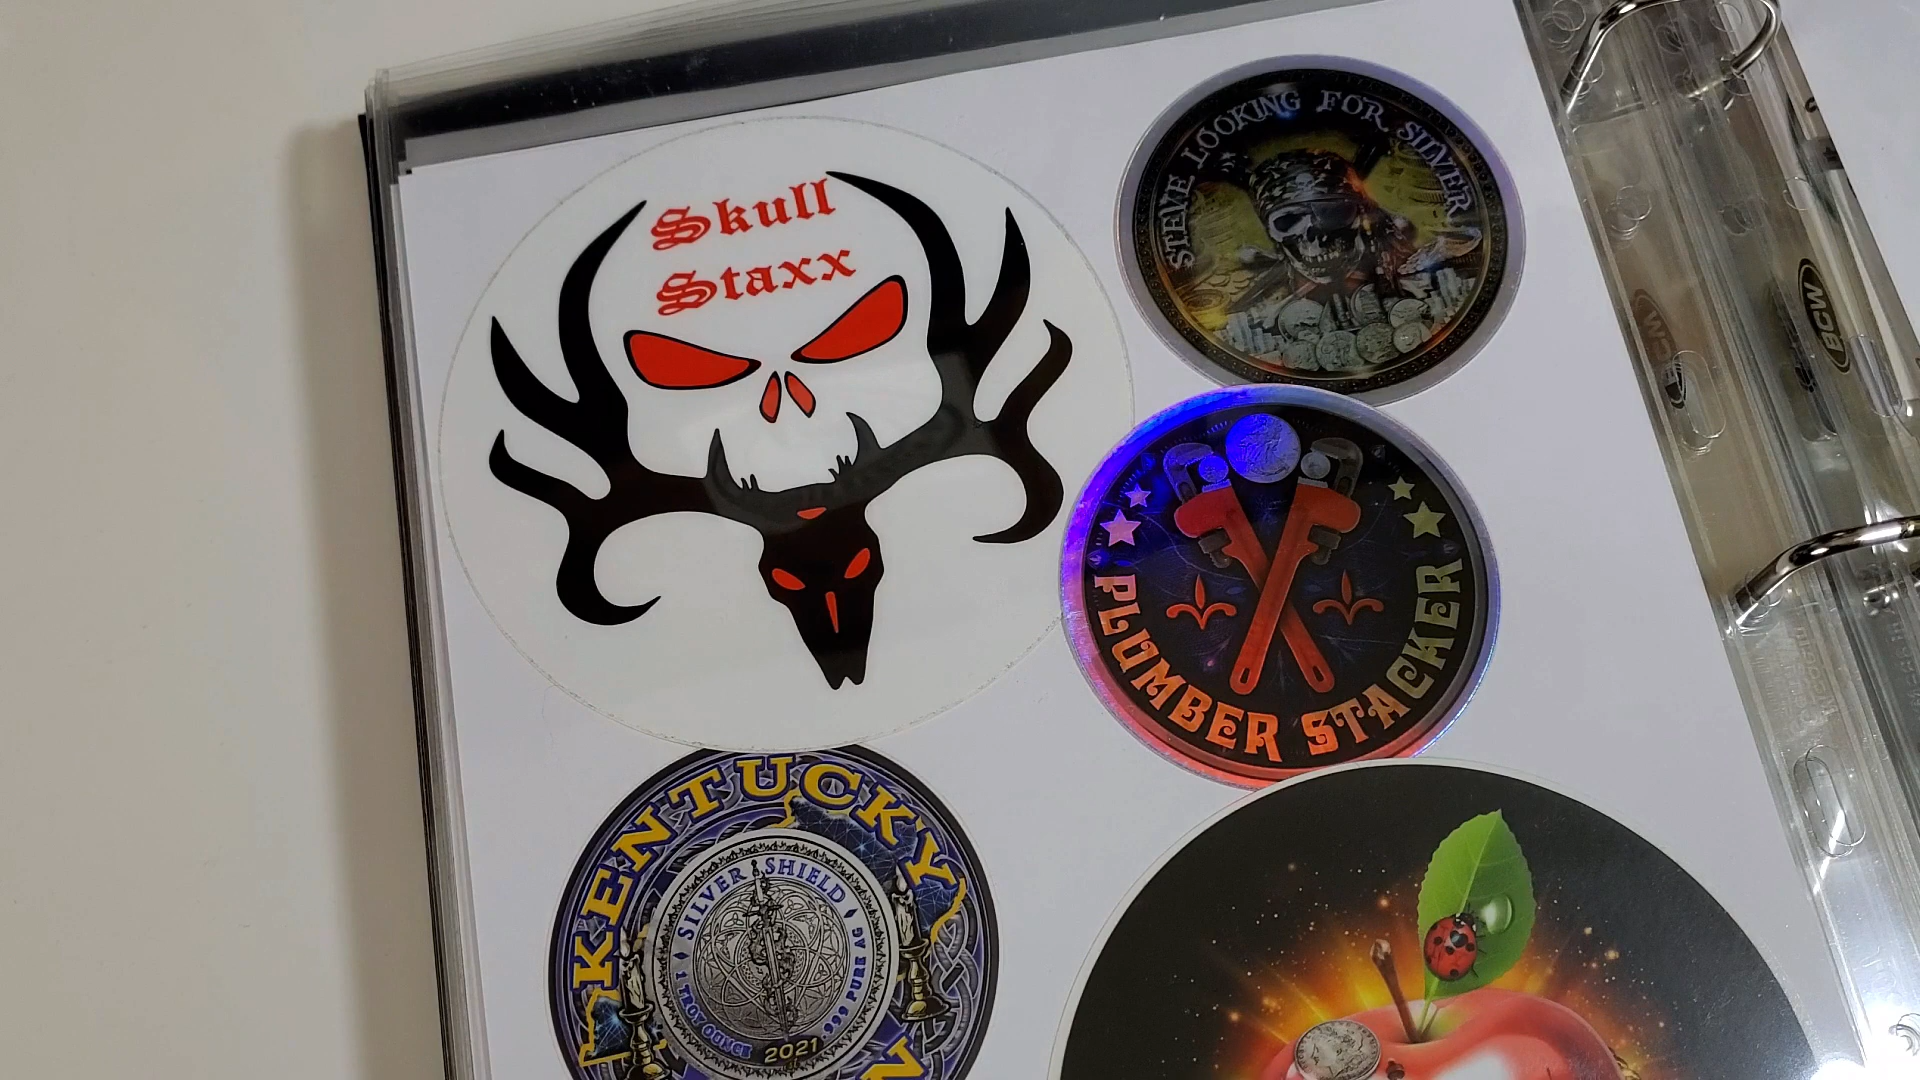 Skull
Staxx
STEVE LOOKING FOR SILVER
PLUMBER STACKER
KENTUCKY
SILVER SHIELD
1 TROY OUNCE
.999 PURE AG
2021
BCW